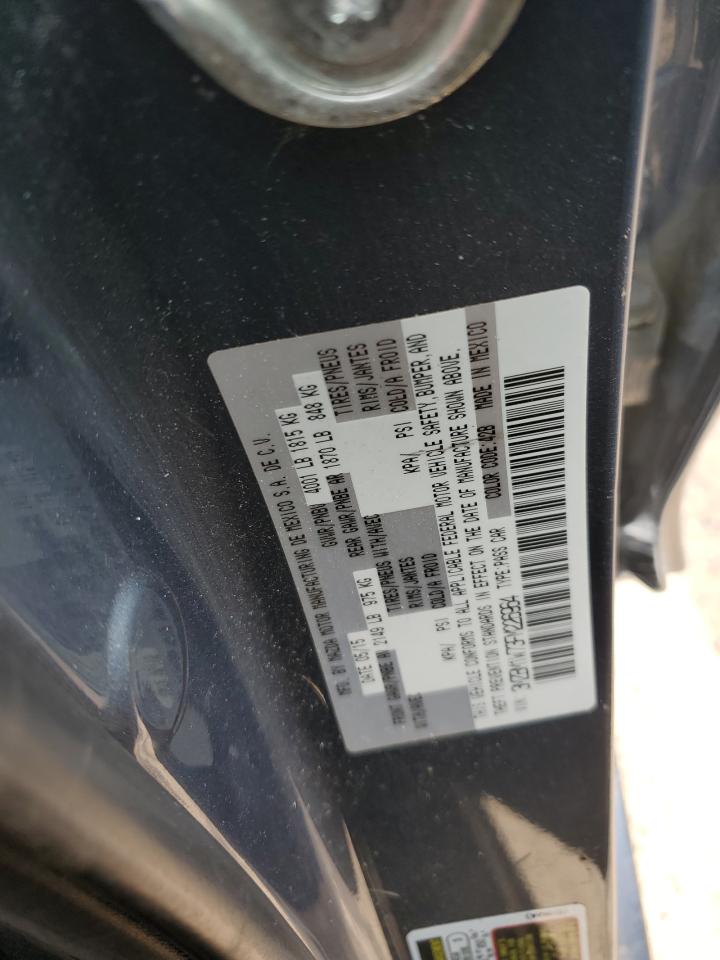 MFD. BY MAZDA MOTOR MANUFACTURING DE MEXICO S.A. DE C.V.
DATE 05/15 GVWR/PNBV 4001 LB 1815 KG
FRONT GAWR/PNBE AV 2149 LB 975 KG REAR GAWR/PNBE AR 1870 LB 848 KG
WITH/AVEC TIRES/PNEUS WITH/AVEC TIRES/PNEUS
RIMS/JANTES RIMS/JANTES
KPA/ PSI COLD/A FROID KPA/ PSI COLD/A FROID
THIS VEHICLE CONFORMS TO ALL APPLICABLE FEDERAL MOTOR VEHICLE SAFETY, BUMPER, AND
THEFT PREVENTION STANDARDS IN EFFECT ON THE DATE OF MANUFACTURE SHOWN ABOVE.
TYPE:PASS CAR COLOR CODE:42B MADE IN MEXICO